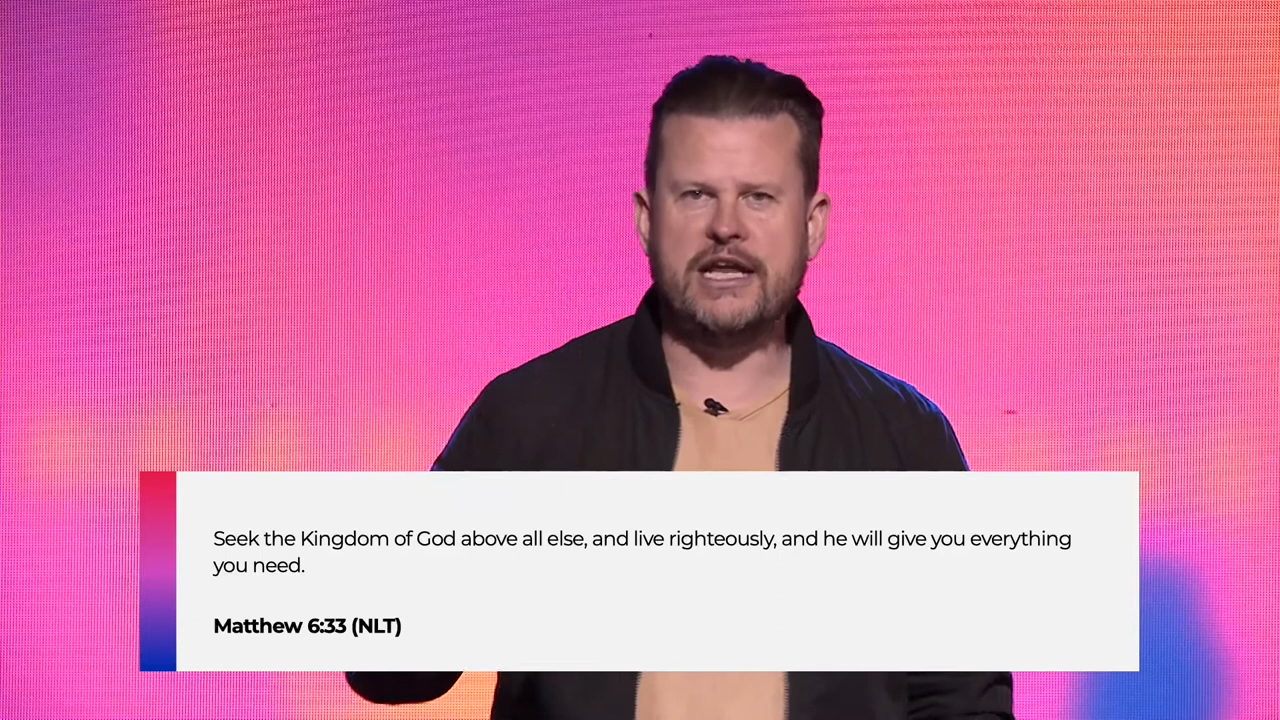 Seek the Kingdom of God above all else, and live righteously, and he will give you everything
you need.
Matthew 6:33 (NLT)